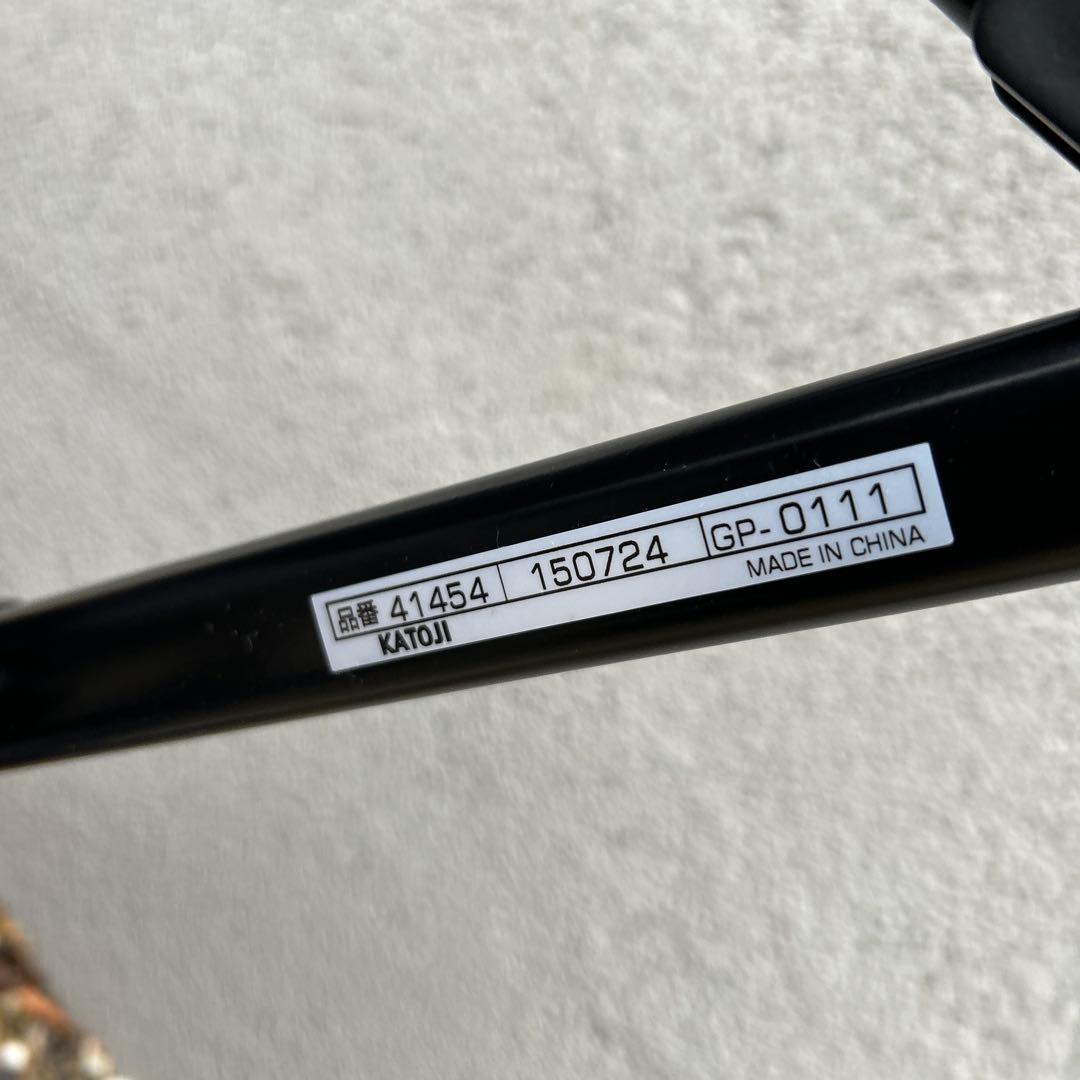 品番 41454 150724 GP-0111
KATOJI MADE IN CHINA